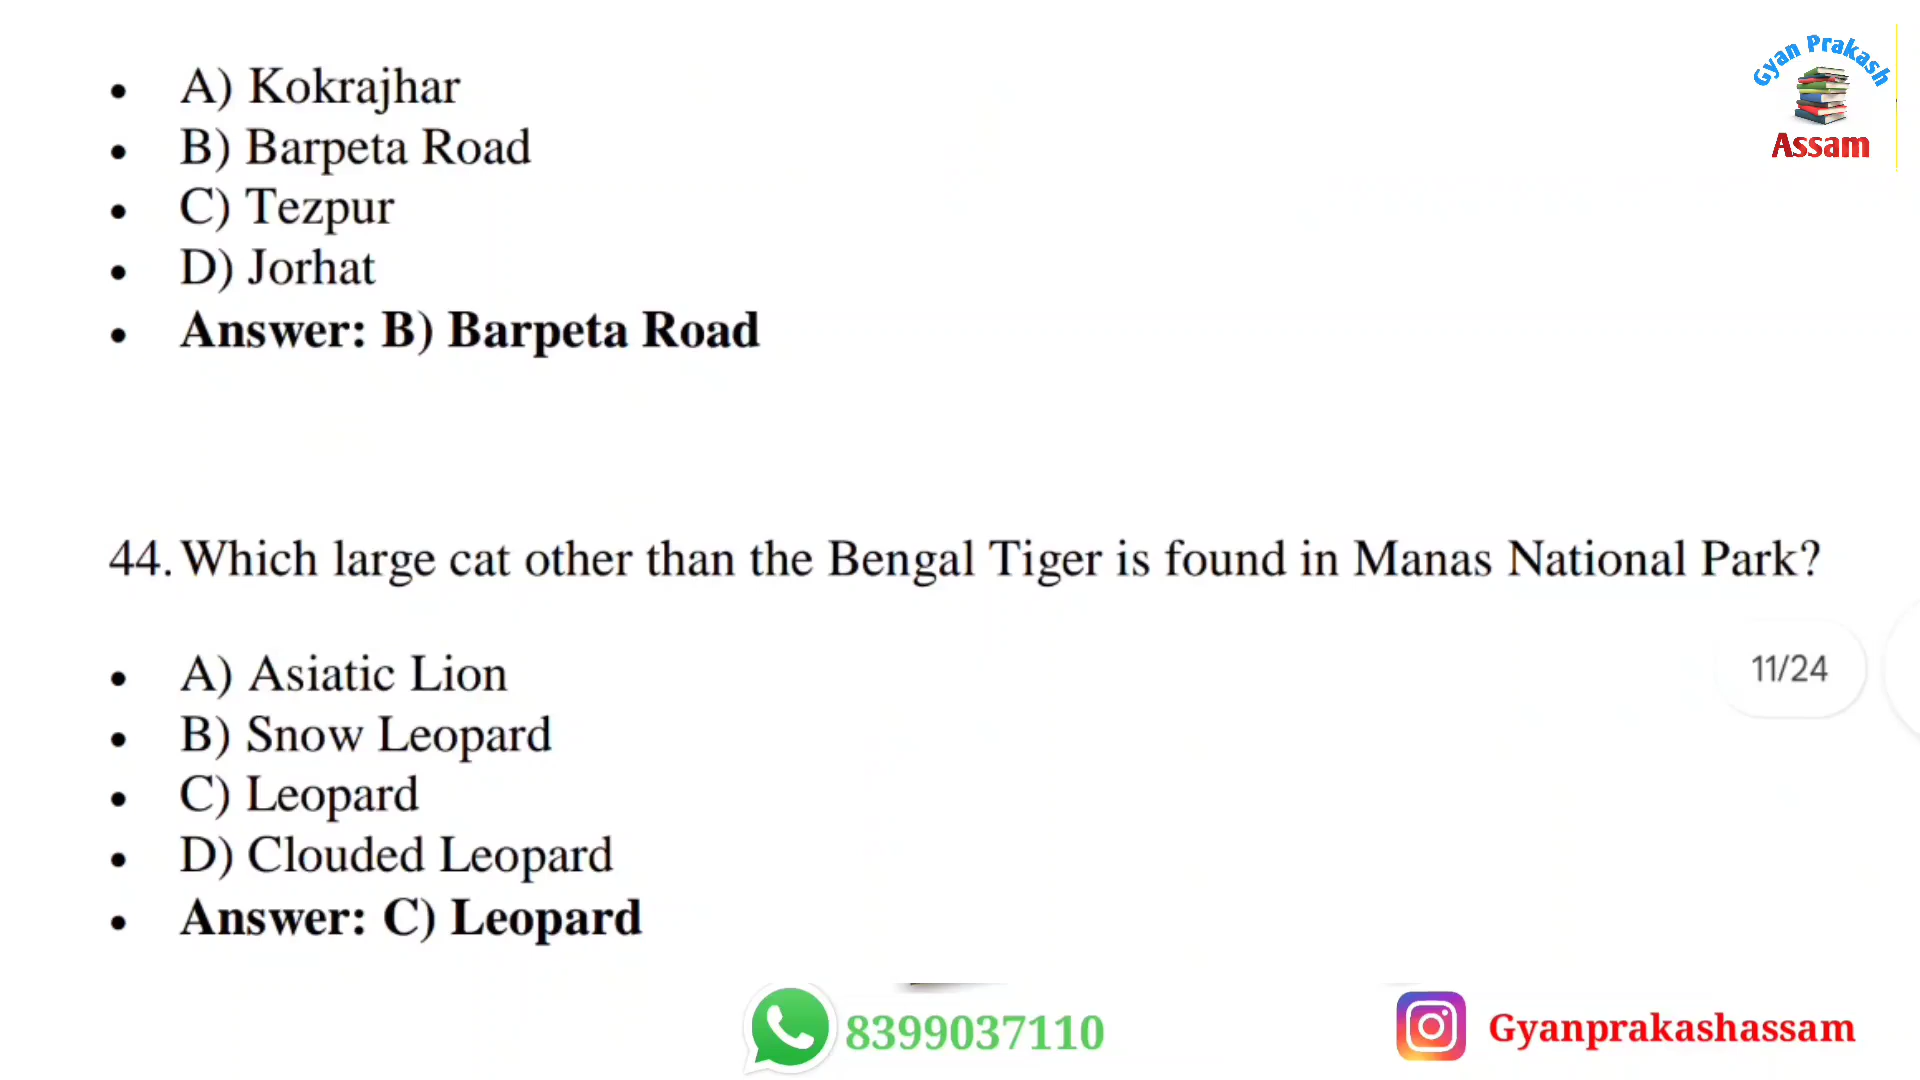 Gyan Prakash
Assam
• A) Kokrajhar
• B) Barpeta Road
• C) Tezpur
• D) Jorhat
• Answer: B) Barpeta Road
44. Which large cat other than the Bengal Tiger is found in Manas National Park?
• A) Asiatic Lion
11/24
• B) Snow Leopard
• C) Leopard
• D) Clouded Leopard
• Answer: C) Leopard
8399037110
Gyanprakashassam